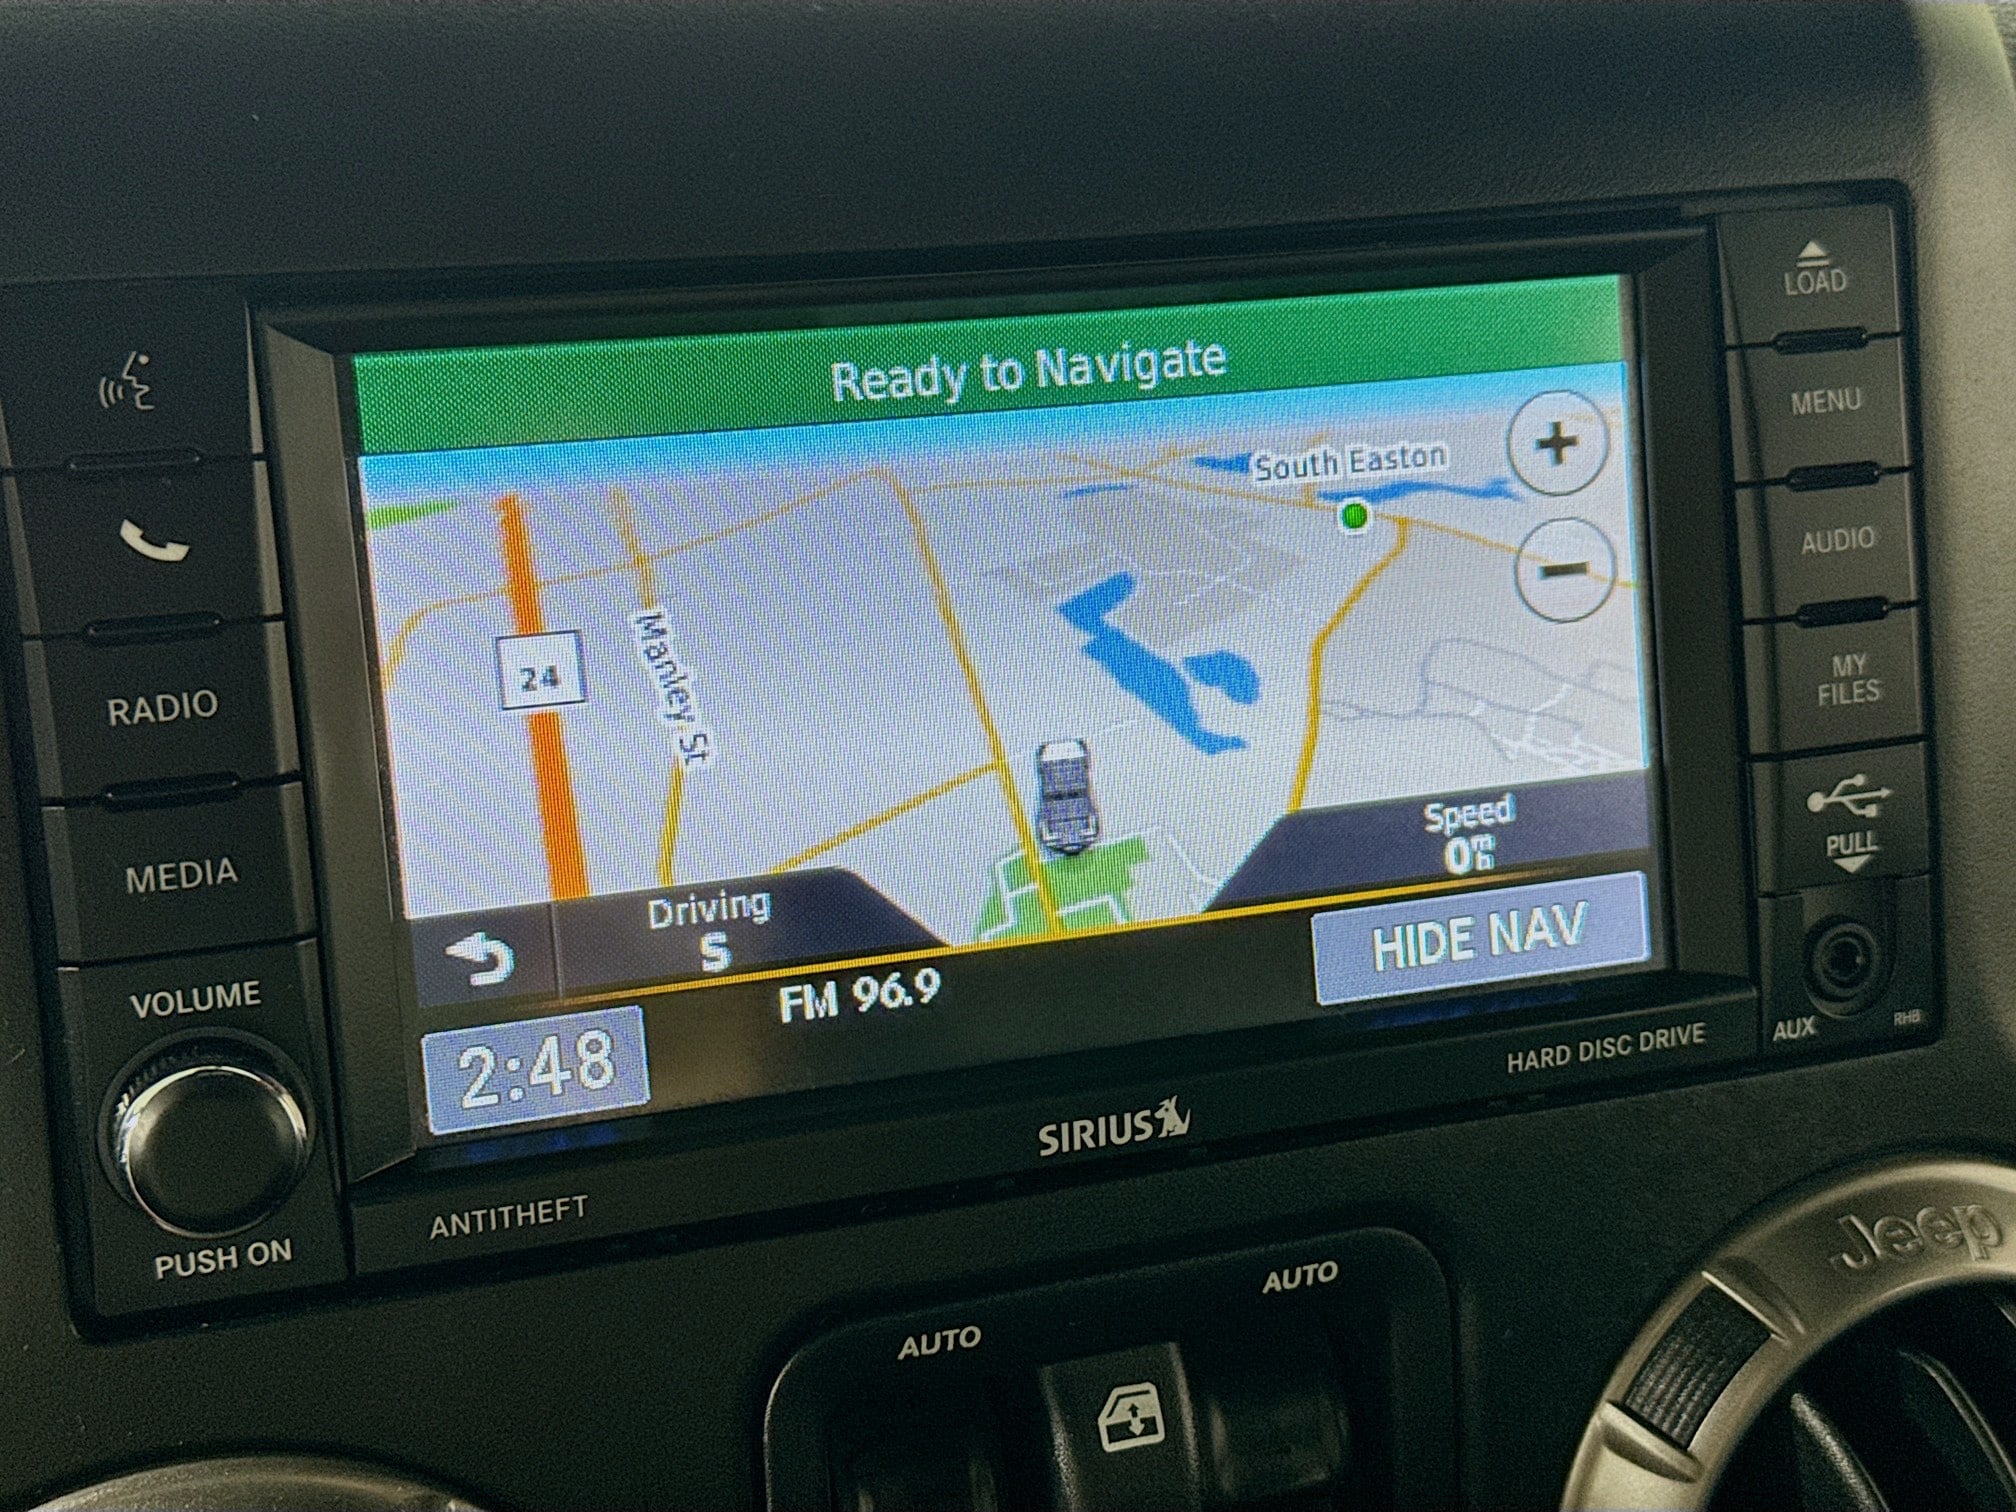 Ready to Navigate
South Easton
+
-
24
Manley St
Driving
S
Speed
0 mh
FM 96.9
HIDE NAV
2:48
RADIO
MEDIA
VOLUME
PUSH ON
ANTITHEFT
SIRIUS
HARD DISC DRIVE
LOAD
MENU
AUDIO
MY
FILES
PULL
AUX
RHB
AUTO
AUTO
Jeep